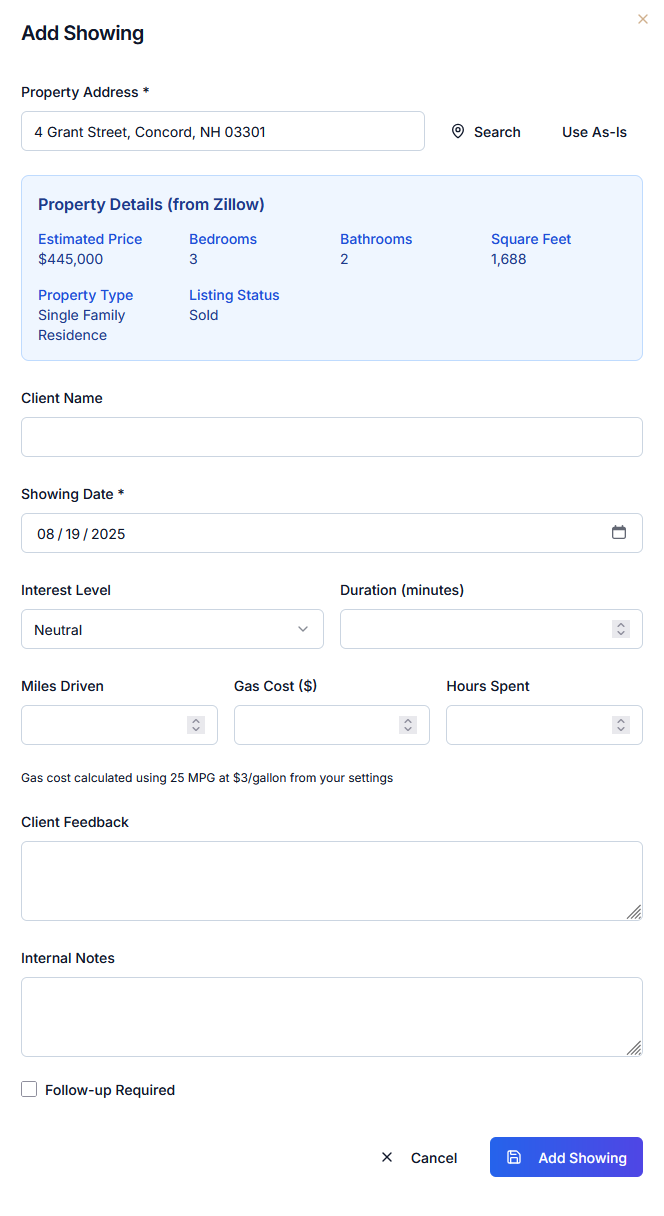 Add Showing
Property Address *
4 Grant Street, Concord, NH 03301
Search
Use As-Is
Property Details (from Zillow)
Estimated Price
Bedrooms
Bathrooms
Square Feet
$445,000
3
2
1,688
Property Type
Listing Status
Single Family
Sold
Residence
Client Name
Showing Date *
08 / 19 / 2025
Interest Level
Duration (minutes)
Neutral
Miles Driven
Gas Cost ($)
Hours Spent
Gas cost calculated using 25 MPG at $3/gallon from your settings
Client Feedback
Internal Notes
Follow-up Required
Cancel
Add Showing